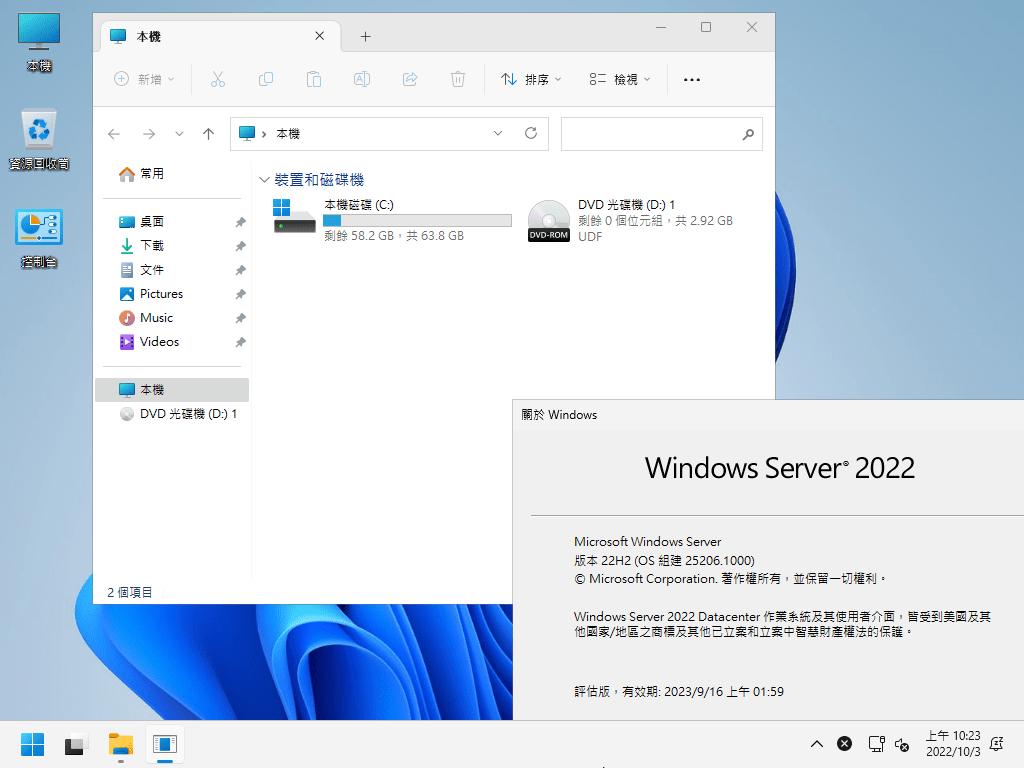 本機
資源回收筒
控制台
本機
新增
排序
檢視
本機
常用
桌面
下載
文件
Pictures
Music
Videos
本機
DVD 光碟機 (D:) 1
裝置和磁碟機
本機磁碟 (C:)
剩餘 58.2 GB，共 63.8 GB
DVD-ROM
DVD 光碟機 (D:) 1
剩餘 0 個位元組，共 2.92 GB
UDF
2 個項目
關於 Windows
Windows Server® 2022
Microsoft Windows Server
版本 22H2 (OS 組建 25206.1000)
© Microsoft Corporation. 著作權所有，並保留一切權利。
Windows Server 2022 Datacenter 作業系統及其使用者介面，皆受到美國及其
他國家/地區之商標及其他已立案和立案中智慧財產權法的保護。
評估版，有效期: 2023/9/16 上午 01:59
上午 10:23
2022/10/3